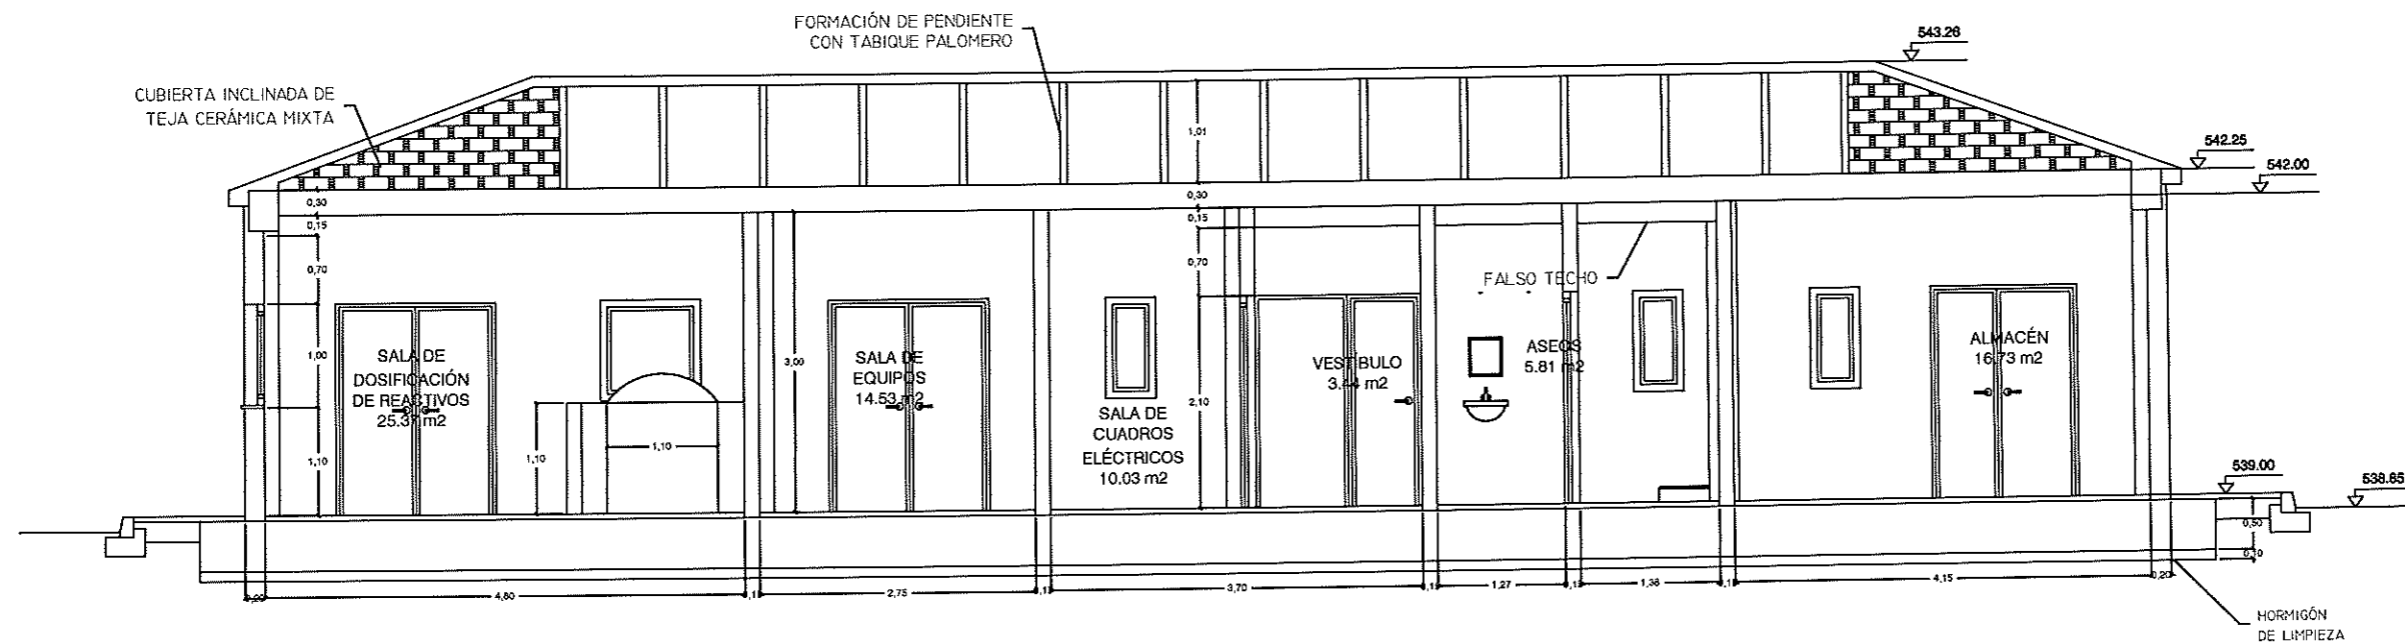 FORMACIÓN DE PENDIENTE
CON TABIQUE PALOMERO
543.26
CUBIERTA INCLINADA DE
TEJA CERÁMICA MIXTA
1,01
542.25
542.00
0,30
0,15
0,70
1,00
1,10
0,30
0,15
0,70
2,10
3,00
FALSO TECHO
SALA DE
DOSIFICACIÓN
DE REACTIVOS
25.37 m2
1,10
1,10
SALA DE
EQUIPOS
14.53 m2
SALA DE
CUADROS
ELÉCTRICOS
10.03 m2
VESTÍBULO
3.44 m2
ASEOS
5.81 m2
ALMACÉN
16.73 m2
539.00
538.85
0,50
0,10
0,20
4,80
2,75
3,70
1,27
1,38
4,15
0,20
HORMIGÓN
DE LIMPIEZA